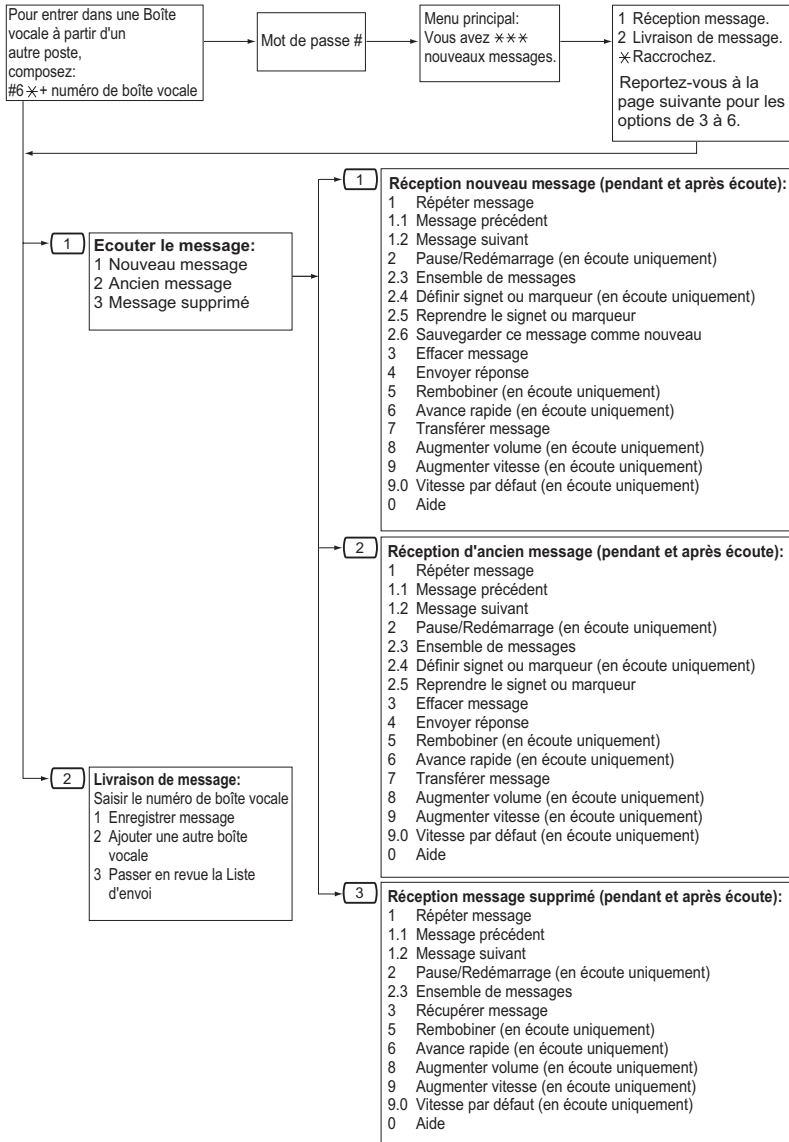 Pour entrer dans une Boîte
vocale à partir d'un
autre poste,
composez:
#6✳+ numéro de boîte vocale
Mot de passe #
Menu principal:
Vous avez ✳✳✳
nouveaux messages.
1 Réception message.
2 Livraison de message.
✳Raccrochez.
Reportez-vous à la
page suivante pour les
options de 3 à 6.
1
Ecouter le message:
1 Nouveau message
2 Ancien message
3 Message supprimé
1
Réception nouveau message (pendant et après écoute):
1 Répéter message
1.1 Message précédent
1.2 Message suivant
2 Pause/Redémarrage (en écoute uniquement)
2.3 Ensemble de messages
2.4 Définir signet ou marqueur (en écoute uniquement)
2.5 Reprendre le signet ou marqueur
2.6 Sauvegarder ce message comme nouveau
3 Effacer message
4 Envoyer réponse
5 Rembobiner (en écoute uniquement)
6 Avance rapide (en écoute uniquement)
7 Transférer message
8 Augmenter volume (en écoute uniquement)
9 Augmenter vitesse (en écoute uniquement)
9.0 Vitesse par défaut (en écoute uniquement)
0 Aide
2
Réception d'ancien message (pendant et après écoute):
1 Répéter message
1.1 Message précédent
1.2 Message suivant
2 Pause/Redémarrage (en écoute uniquement)
2.3 Ensemble de messages
2.4 Définir signet ou marqueur (en écoute uniquement)
2.5 Reprendre le signet ou marqueur
3 Effacer message
4 Envoyer réponse
5 Rembobiner (en écoute uniquement)
6 Avance rapide (en écoute uniquement)
7 Transférer message
8 Augmenter volume (en écoute uniquement)
9 Augmenter vitesse (en écoute uniquement)
9.0 Vitesse par défaut (en écoute uniquement)
0 Aide
2
Livraison de message:
Saisir le numéro de boîte vocale
1 Enregistrer message
2 Ajouter une autre boîte
vocale
3 Passer en revue la Liste
d'envoi
3
Réception message supprimé (pendant et après écoute):
1 Répéter message
1.1 Message précédent
1.2 Message suivant
2 Pause/Redémarrage (en écoute uniquement)
2.3 Ensemble de messages
3 Récupérer message
5 Rembobiner (en écoute uniquement)
6 Avance rapide (en écoute uniquement)
8 Augmenter volume (en écoute uniquement)
9 Augmenter vitesse (en écoute uniquement)
9.0 Vitesse par défaut (en écoute uniquement)
0 Aide